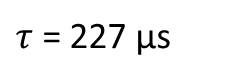 τ = 227 μs